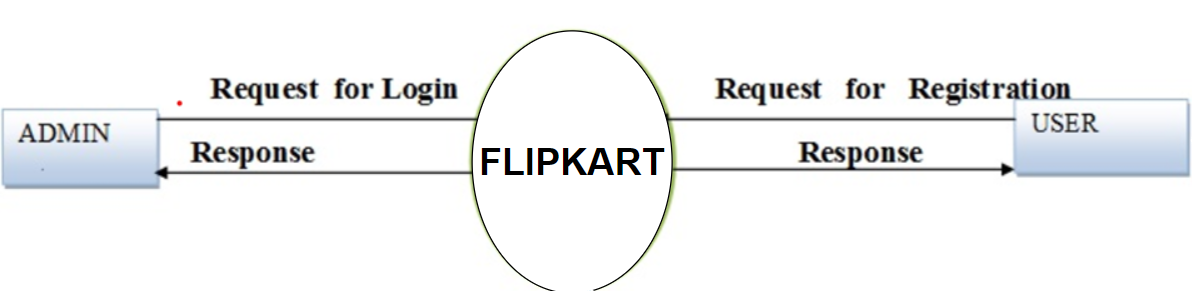 Request for Login
Request for Registration
ADMIN
USER
Response
FLIPKART
Response